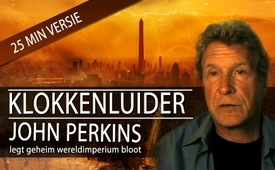 25 MIN VERSIE
KLOKKENLUIDER
JOHN PERKINS
legt geheim wereldimperium bloot